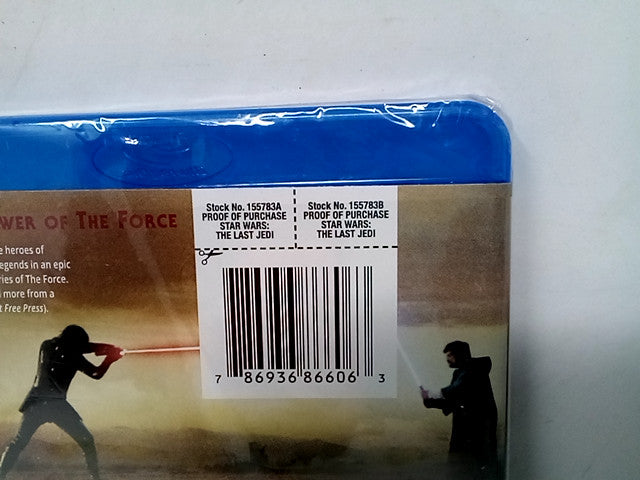 Stock No. 155783A
PROOF OF PURCHASE
STAR WARS:
THE LAST JEDI
Stock No. 155783B
PROOF OF PURCHASE
STAR WARS:
THE LAST JEDI
WER OF THE FORCE
e heroes of
egends in an epic
ries of The Force.
more from a
t Free Press).
7 86936 86606 3